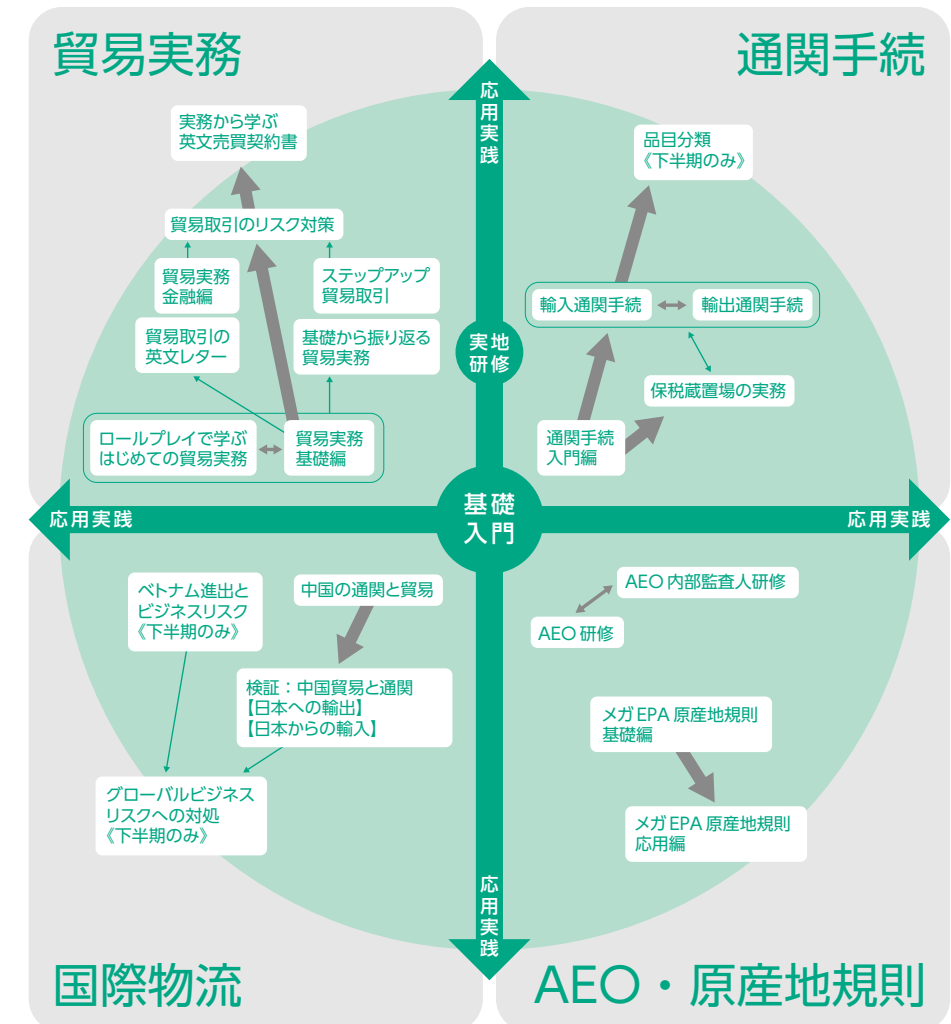 貿易実務
通関手続
応用実践
実務から学ぶ
英文売買契約書
貿易取引のリスク対策
貿易実務
金融編
ステップアップ
貿易取引
貿易取引の
英文レター
基礎から振り返る
貿易実務
ロールプレイで学ぶ
はじめての貿易実務
貿易実務
基礎編
品目分類
《下半期のみ》
輸入通関手続
輸出通関手続
保税蔵置場の実務
通関手続
入門編
実地
研修
基礎
入門
応用実践
応用実践
ベトナム進出と
ビジネスリスク
《下半期のみ》
中国の通関と貿易
検証:中国貿易と通関
【日本への輸出】
【日本からの輸入】
グローバルビジネス
リスクへの対処
《下半期のみ》
AEO 内部監査人研修
AEO 研修
メガ EPA 原産地規則
基礎編
メガ EPA 原産地規則
応用編
応用実践
国際物流
AEO・原産地規則